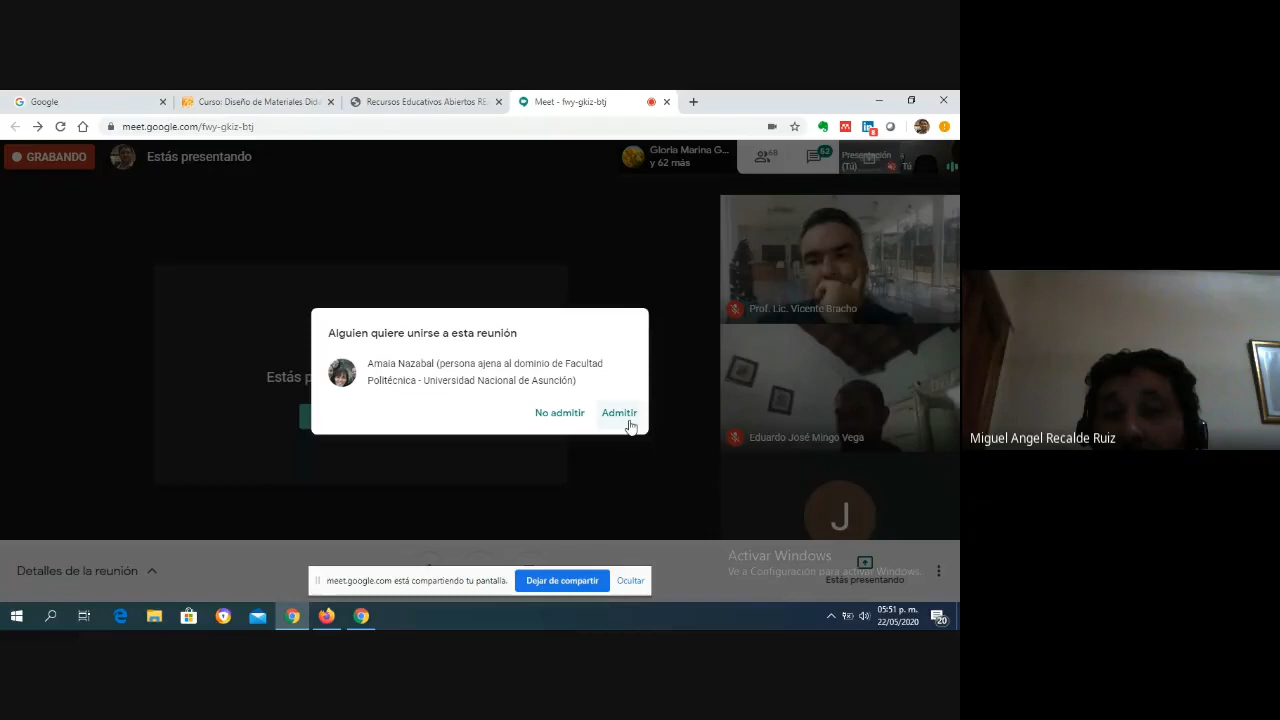 Google
Curso: Diseño de Materiales Did
Recursos Educativos Abiertos RE
Meet - fwy-gkiz-btj
meet.google.com/fwy-gkiz-btj
8
GRABANDO
Estás presentando
Gloria Marina G...
y 62 más
68
52
Presentación
(Tú)
Tú
Prof. Lic. Vicente Bracho
Alguien quiere unirse a esta reunión
Amaia Nazabal (persona ajena al dominio de Facultad
Politécnica - Universidad Nacional de Asunción)
No admitir
Admitir
Estás p
Eduardo José Mingo Vega
Miguel Angel Recalde Ruiz
J
Activar Windows
Ve a Configuración para activar Windows.
Estás presentando
Detalles de la reunión
meet.google.com está compartiendo tu pantalla.
Dejar de compartir
Ocultar
05:51 p. m.
22/05/2020
20